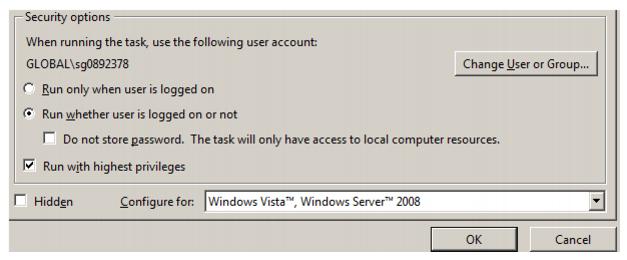 Security options
When running the task, use the following user account:
GLOBAL\sg0892378
Change User or Group...
Run only when user is logged on
Run whether user is logged on or not
Do not store password. The task will only have access to local computer resources.
Run with highest privileges
Hidden Configure for: Windows Vista™, Windows Server™ 2008
OK Cancel